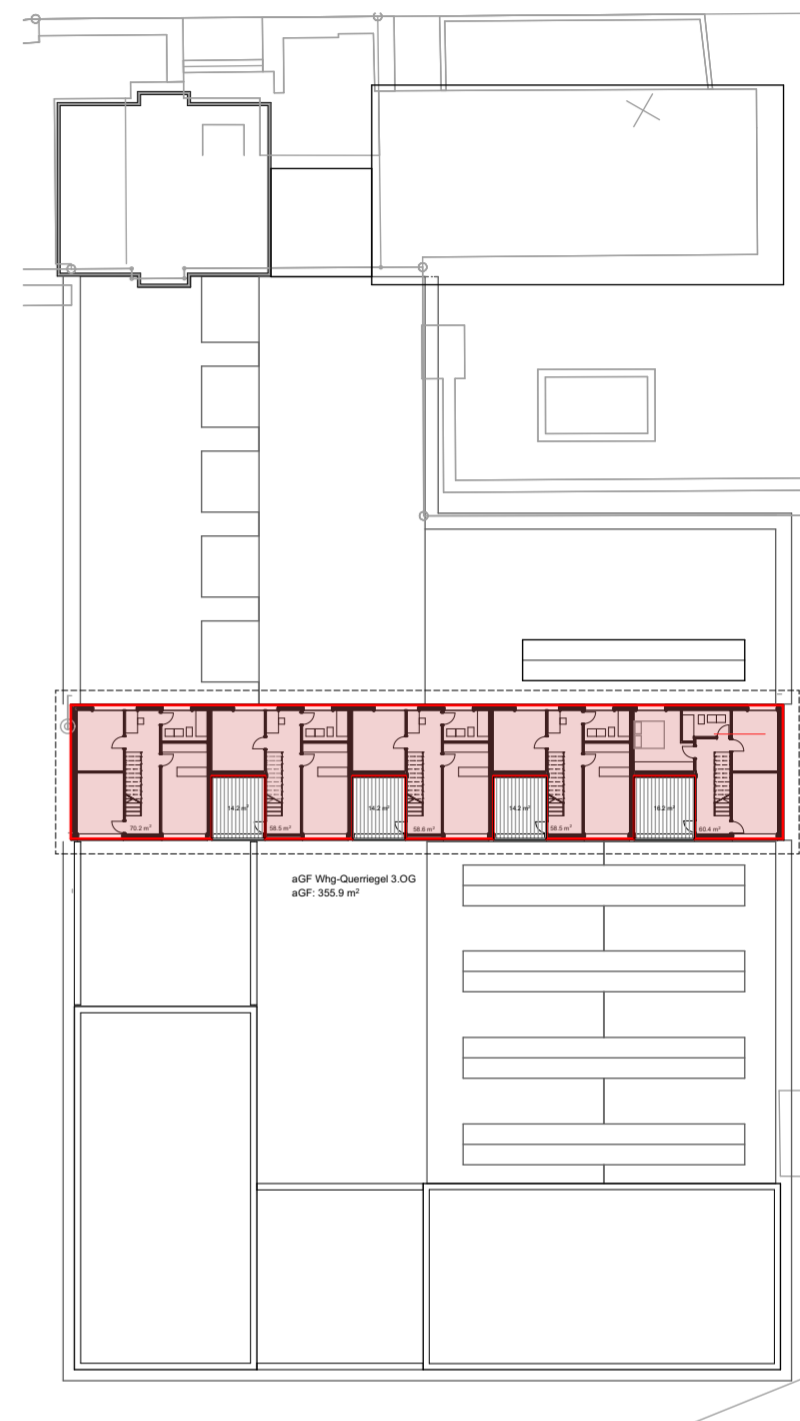 14.2 m²
14.2 m²
14.2 m²
16.2 m²
70.2 m²
58.5 m²
58.6 m²
58.5 m²
60.4 m²
aGF Whg-Querriegel 3.OG
aGF: 355.9 m²